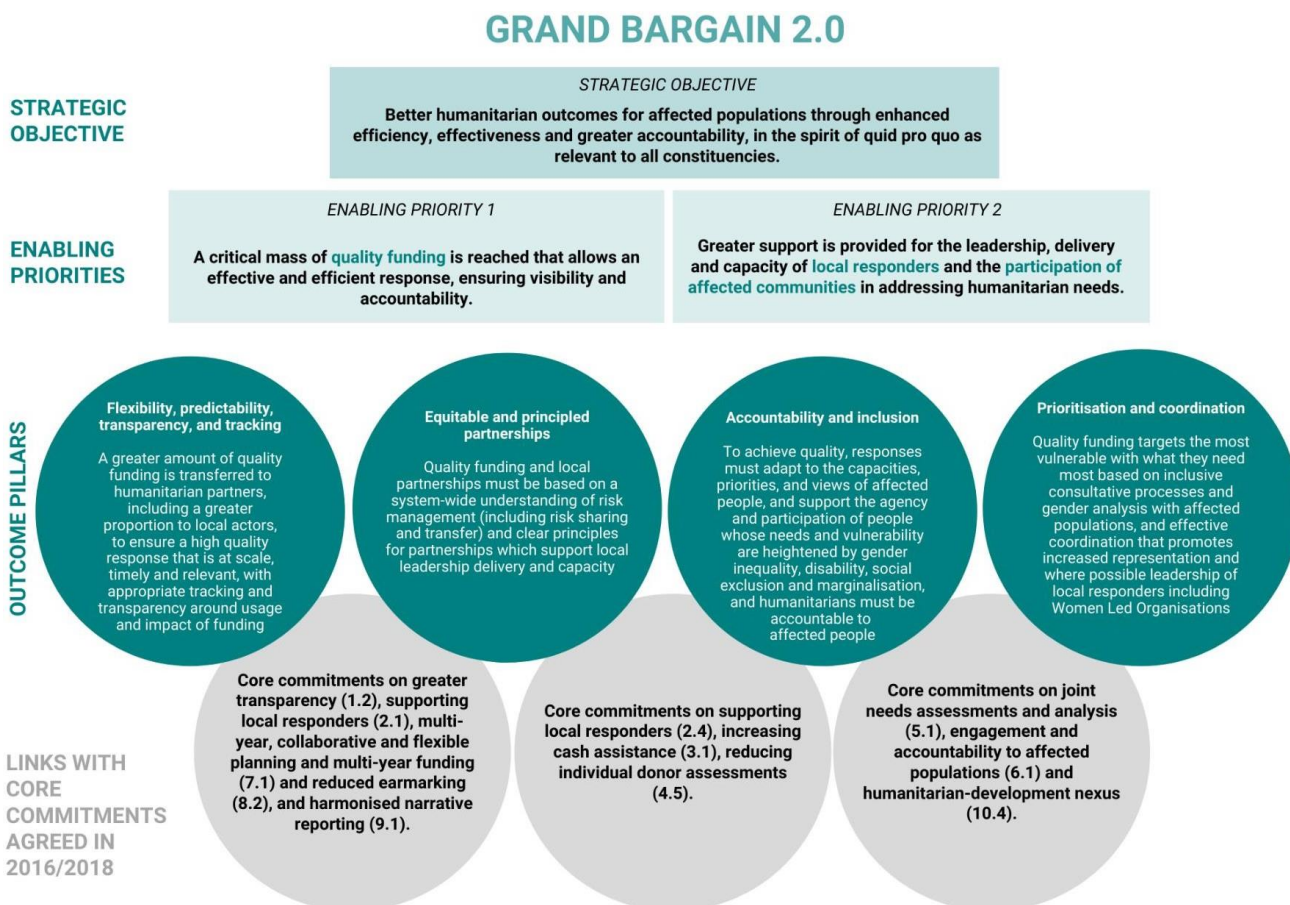 GRAND BARGAIN 2.0
STRATEGIC
OBJECTIVE
STRATEGIC OBJECTIVE
Better humanitarian outcomes for affected populations through enhanced
efficiency, effectiveness and greater accountability, in the spirit of quid pro quo as
relevant to all constituencies.
ENABLING
PRIORITIES
ENABLING PRIORITY 1
A critical mass of quality funding is reached that allows an
effective and efficient response, ensuring visibility and
accountability.
ENABLING PRIORITY 2
Greater support is provided for the leadership, delivery
and capacity of local responders and the participation of
affected communities in addressing humanitarian needs.
OUTCOME PILLARS
Flexibility, predictability,
transparency, and tracking
A greater amount of quality
funding is transferred to
humanitarian partners,
including a greater
proportion to local actors,
to ensure a high quality
response that is at scale,
timely and relevant, with
appropriate tracking and
transparency around usage
and impact of funding
Equitable and principled
partnerships
Quality funding and local
partnerships must be based on a
system-wide understanding of risk
management (including risk sharing
and transfer) and clear principles
for partnerships which support local
leadership delivery and capacity
Accountability and inclusion
To achieve quality, responses
must adapt to the capacities,
priorities, and views of affected
people, and support the agency
and participation of people
whose needs and vulnerability
are heightened by gender
inequality, disability, social
exclusion and marginalisation,
and humanitarians must be
accountable to
affected people
Prioritisation and coordination
Quality funding targets the most
vulnerable with what they need
most based on inclusive
consultative processes and
gender analysis with affected
populations, and effective
coordination that promotes
increased representation and
where possible leadership of
local responders including
Women Led Organisations
LINKS WITH
CORE
COMMITMENTS
AGREED IN
2016/2018
Core commitments on greater
transparency (1.2), supporting
local responders (2.1), multi-
year, collaborative and flexible
planning and multi-year funding
(7.1) and reduced earmarking
(8.2), and harmonised narrative
reporting (9.1).
Core commitments on supporting
local responders (2.4), increasing
cash assistance (3.1), reducing
individual donor assessments
(4.5).
Core commitments on joint
needs assessments and analysis
(5.1), engagement and
accountability to affected
populations (6.1) and
humanitarian-development nexus
(10.4).